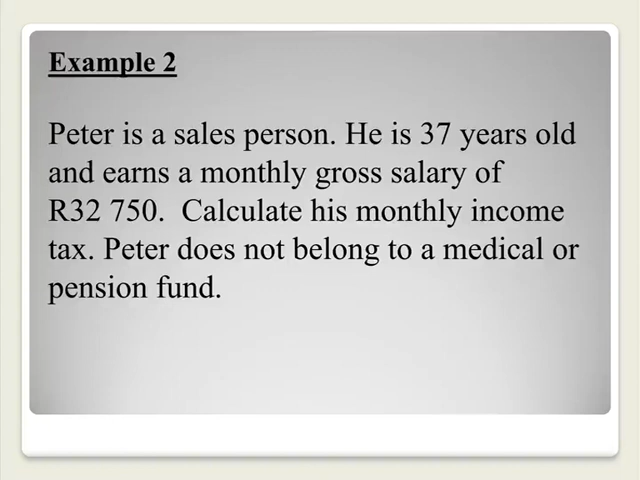 Example 2
Peter is a sales person. He is 37 years old
and earns a monthly gross salary of
R32 750.  Calculate his monthly income
tax. Peter does not belong to a medical or
pension fund.